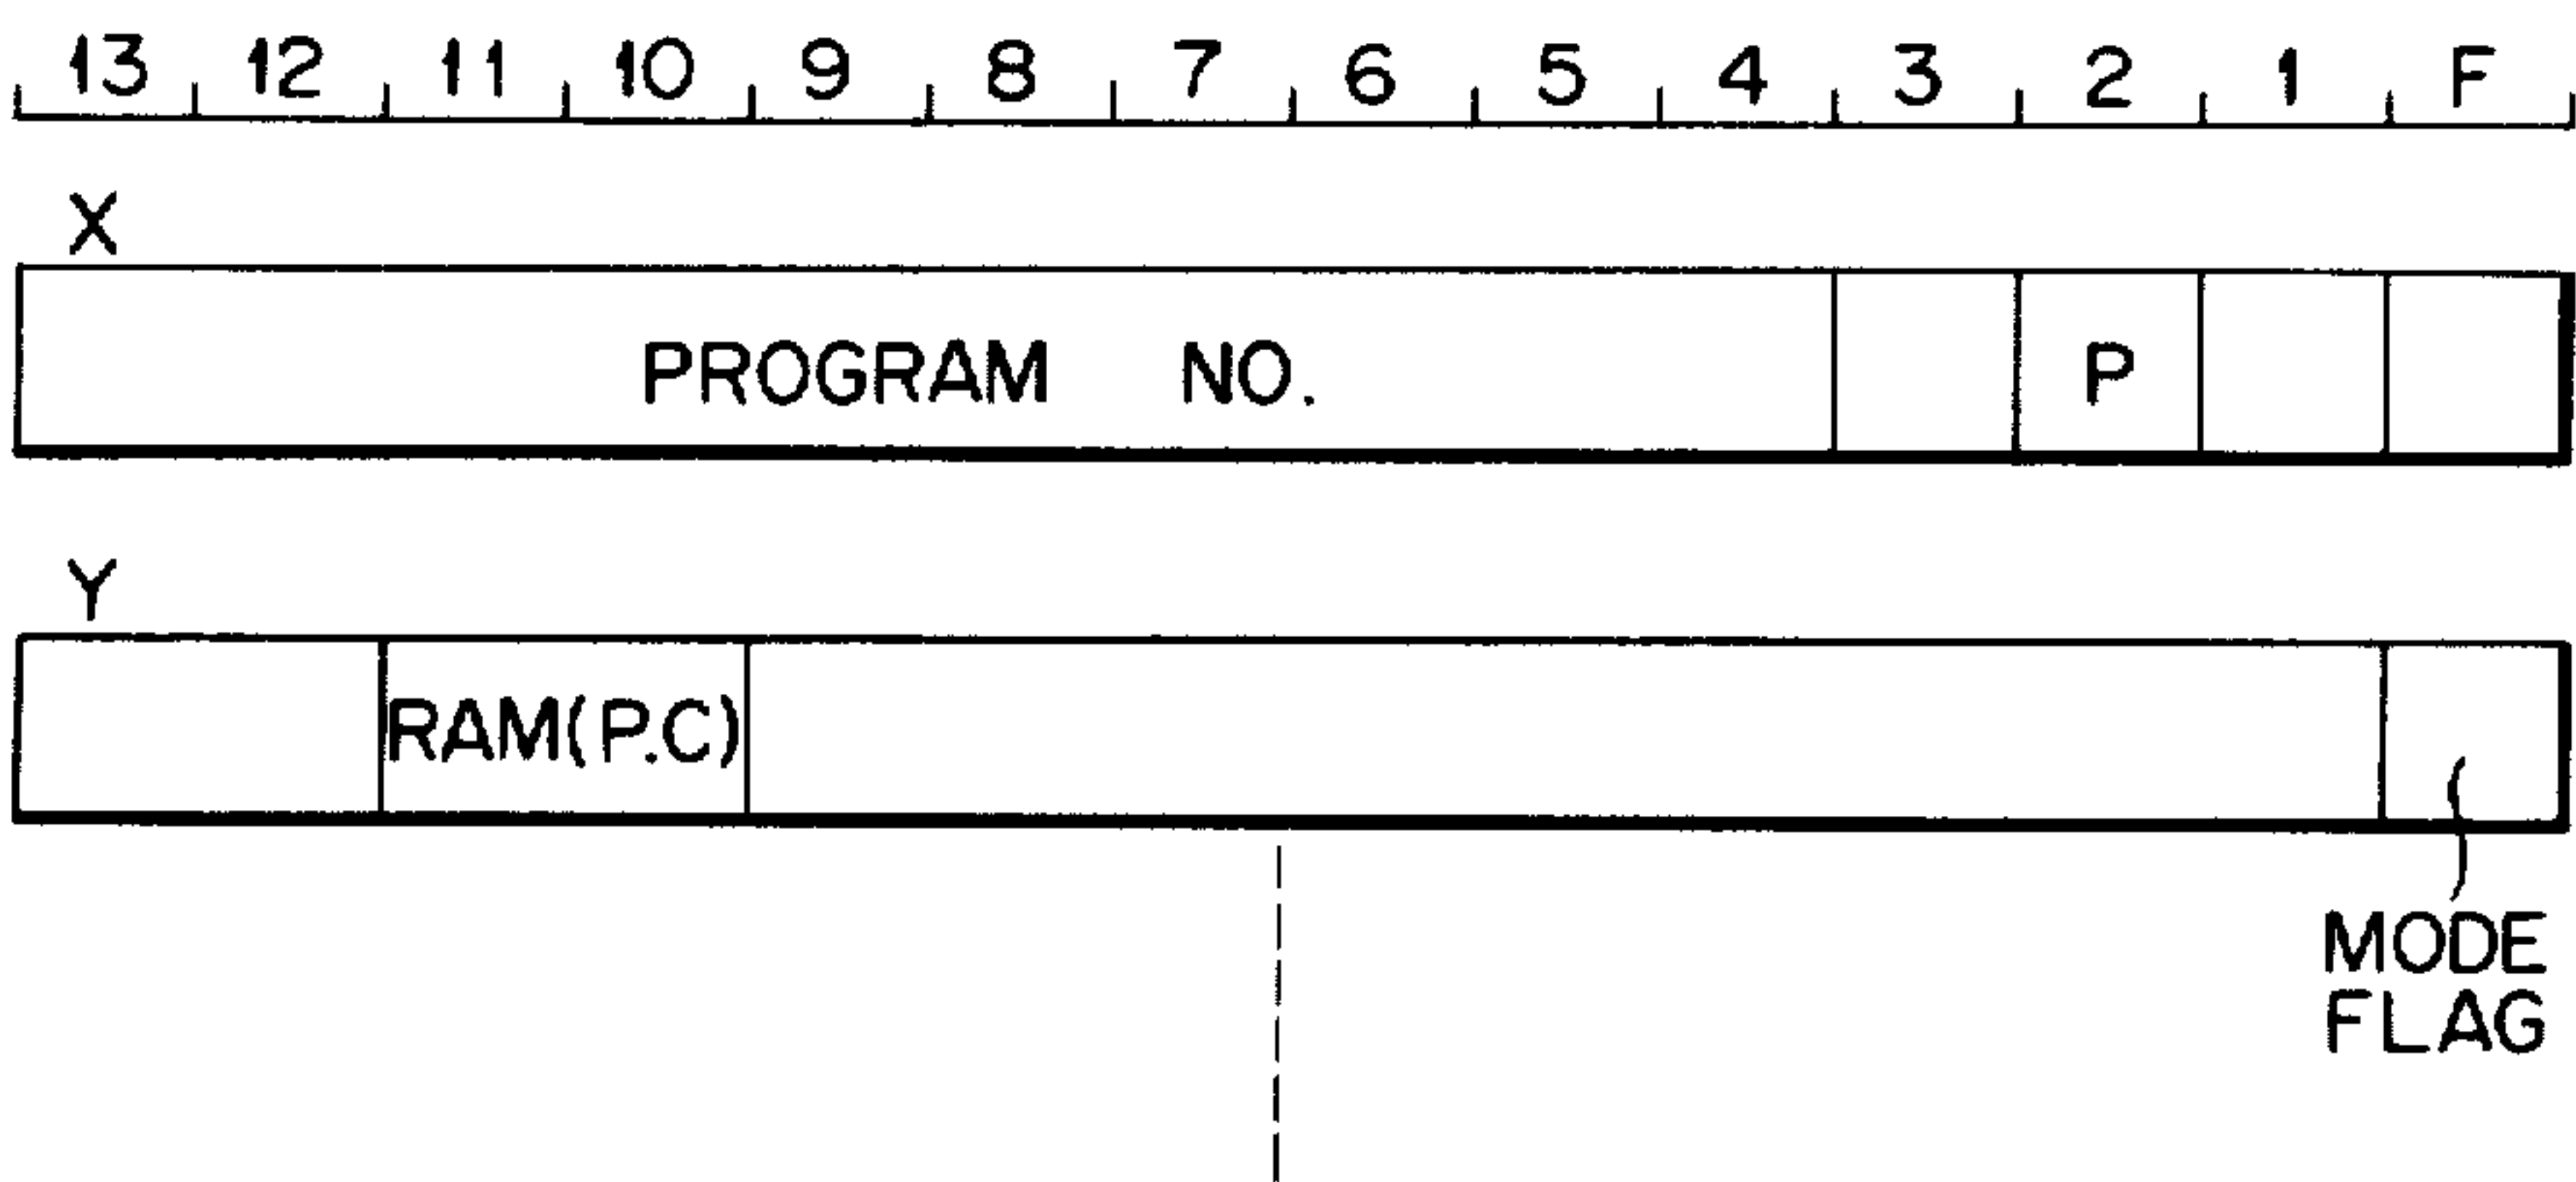 13 12 11 10 9 8 7 6 5 4 3 2 1 F
X
PROGRAM NO. P
Y
RAM(P.C)
MODE
FLAG